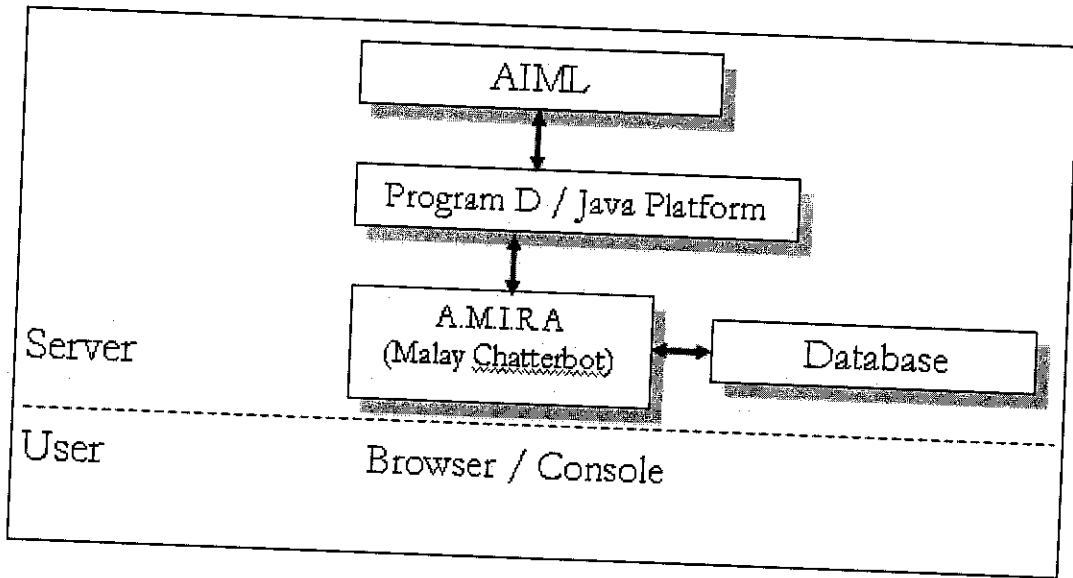 AIML
Program D / Java Platform
A.M.I.R.A
(Malay Chatterbot)
Server
Database
User
Browser / Console